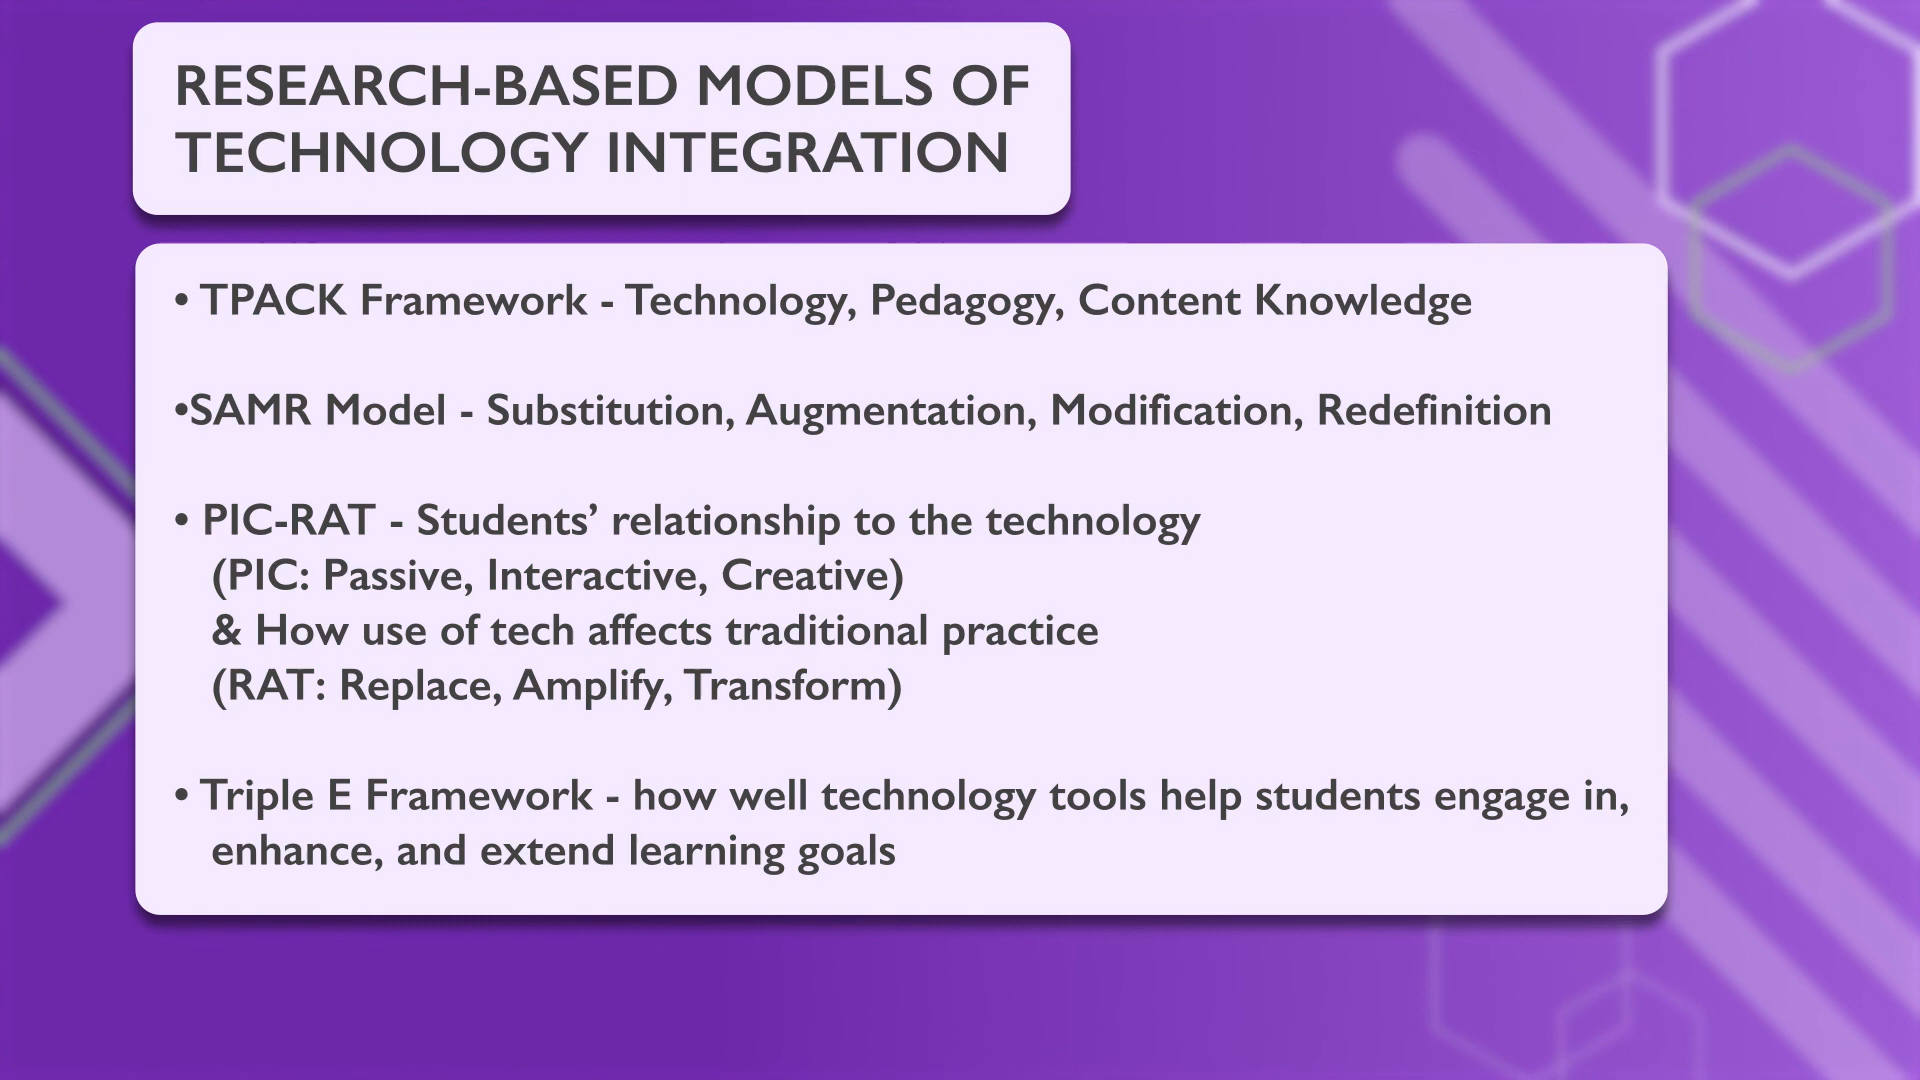 RESEARCH-BASED MODELS OF
TECHNOLOGY INTEGRATION
• TPACK Framework - Technology, Pedagogy, Content Knowledge
•SAMR Model - Substitution, Augmentation, Modification, Redefinition
• PIC-RAT - Students’ relationship to the technology
(PIC: Passive, Interactive, Creative)
& How use of tech affects traditional practice
(RAT: Replace, Amplify, Transform)
• Triple E Framework - how well technology tools help students engage in,
enhance, and extend learning goals